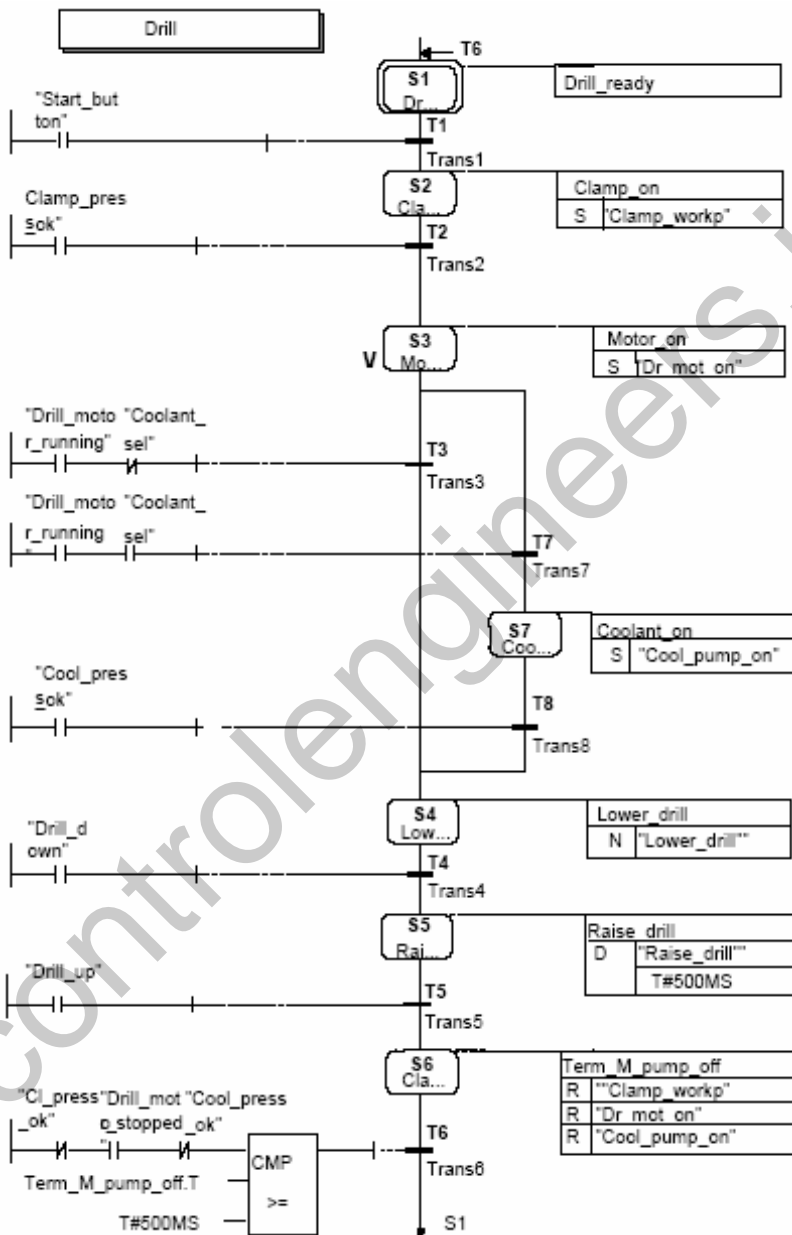 Drill
T6
S1
Dr...
Drill_ready
"Start_but
ton"
T1
Trans1
S2
Cla...
Clamp_on
S "Clamp_workp"
Clamp_pres
sok"
T2
Trans2
S3
Mo...
V
Motor_on
S "Dr_mot_on"
"Drill_moto "Coolant_
r_running" sel"
T3
Trans3
"Drill_moto "Coolant_
r_running sel"
"
T7
Trans7
S7
Coo...
Coolant_on
S "Cool_pump_on"
"Cool_pres
sok"
T8
Trans8
S4
Low...
Lower_drill
N "Lower_drill""
"Drill_d
own"
T4
Trans4
S5
Rai...
Raise_drill
D "Raise_drill""
T#500MS
"Drill_up"
T5
Trans5
S6
Cla...
Term_M_pump_off
R ""Clamp_workp"
R "Dr_mot_on"
R "Cool_pump_on"
"Cl_press "Drill_mot "Cool_press
_ok" o_stopped _ok"
"
T6
Trans6
CMP
>=
Term_M_pump_off.T
T#500MS
S1
controlengineers.i